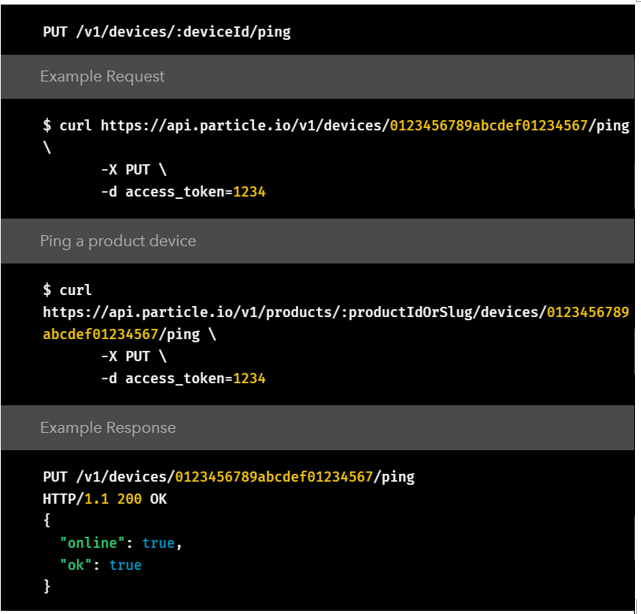 PUT /v1/devices/:deviceId/ping
Example Request
$ curl https://api.particle.io/v1/devices/0123456789abcdef01234567/ping
\
-X PUT \
-d access_token=1234
Ping a product device
$ curl
https://api.particle.io/v1/products/:productIdOrSlug/devices/0123456789
abcdef01234567/ping \
-X PUT \
-d access_token=1234
Example Response
PUT /v1/devices/0123456789abcdef01234567/ping
HTTP/1.1 200 OK
{
"online": true,
"ok": true
}